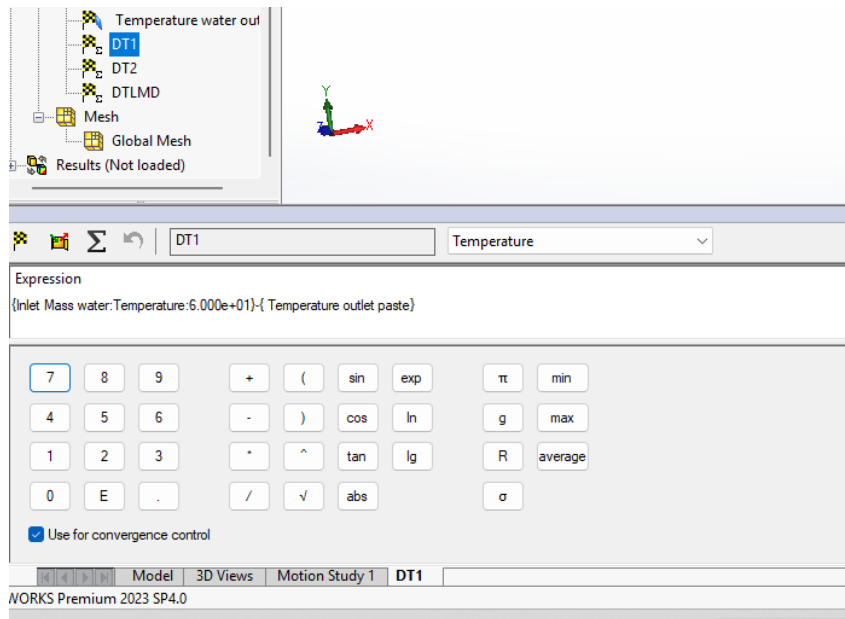 Temperature water out
DT1
DT2
DTLMD
Mesh
Global Mesh
Results (Not loaded)
Y
Z X
Σ DT1 Temperature
Expression
{Inlet Mass water:Temperature:6.000e+01}-{ Temperature outlet paste}
7 8 9 + ( sin exp π min
4 5 6 - ) cos ln g max
1 2 3 * ^ tan lg R average
0 E . / √ abs σ
Use for convergence control
Model 3D Views Motion Study 1 DT1
WORKS Premium 2023 SP4.0